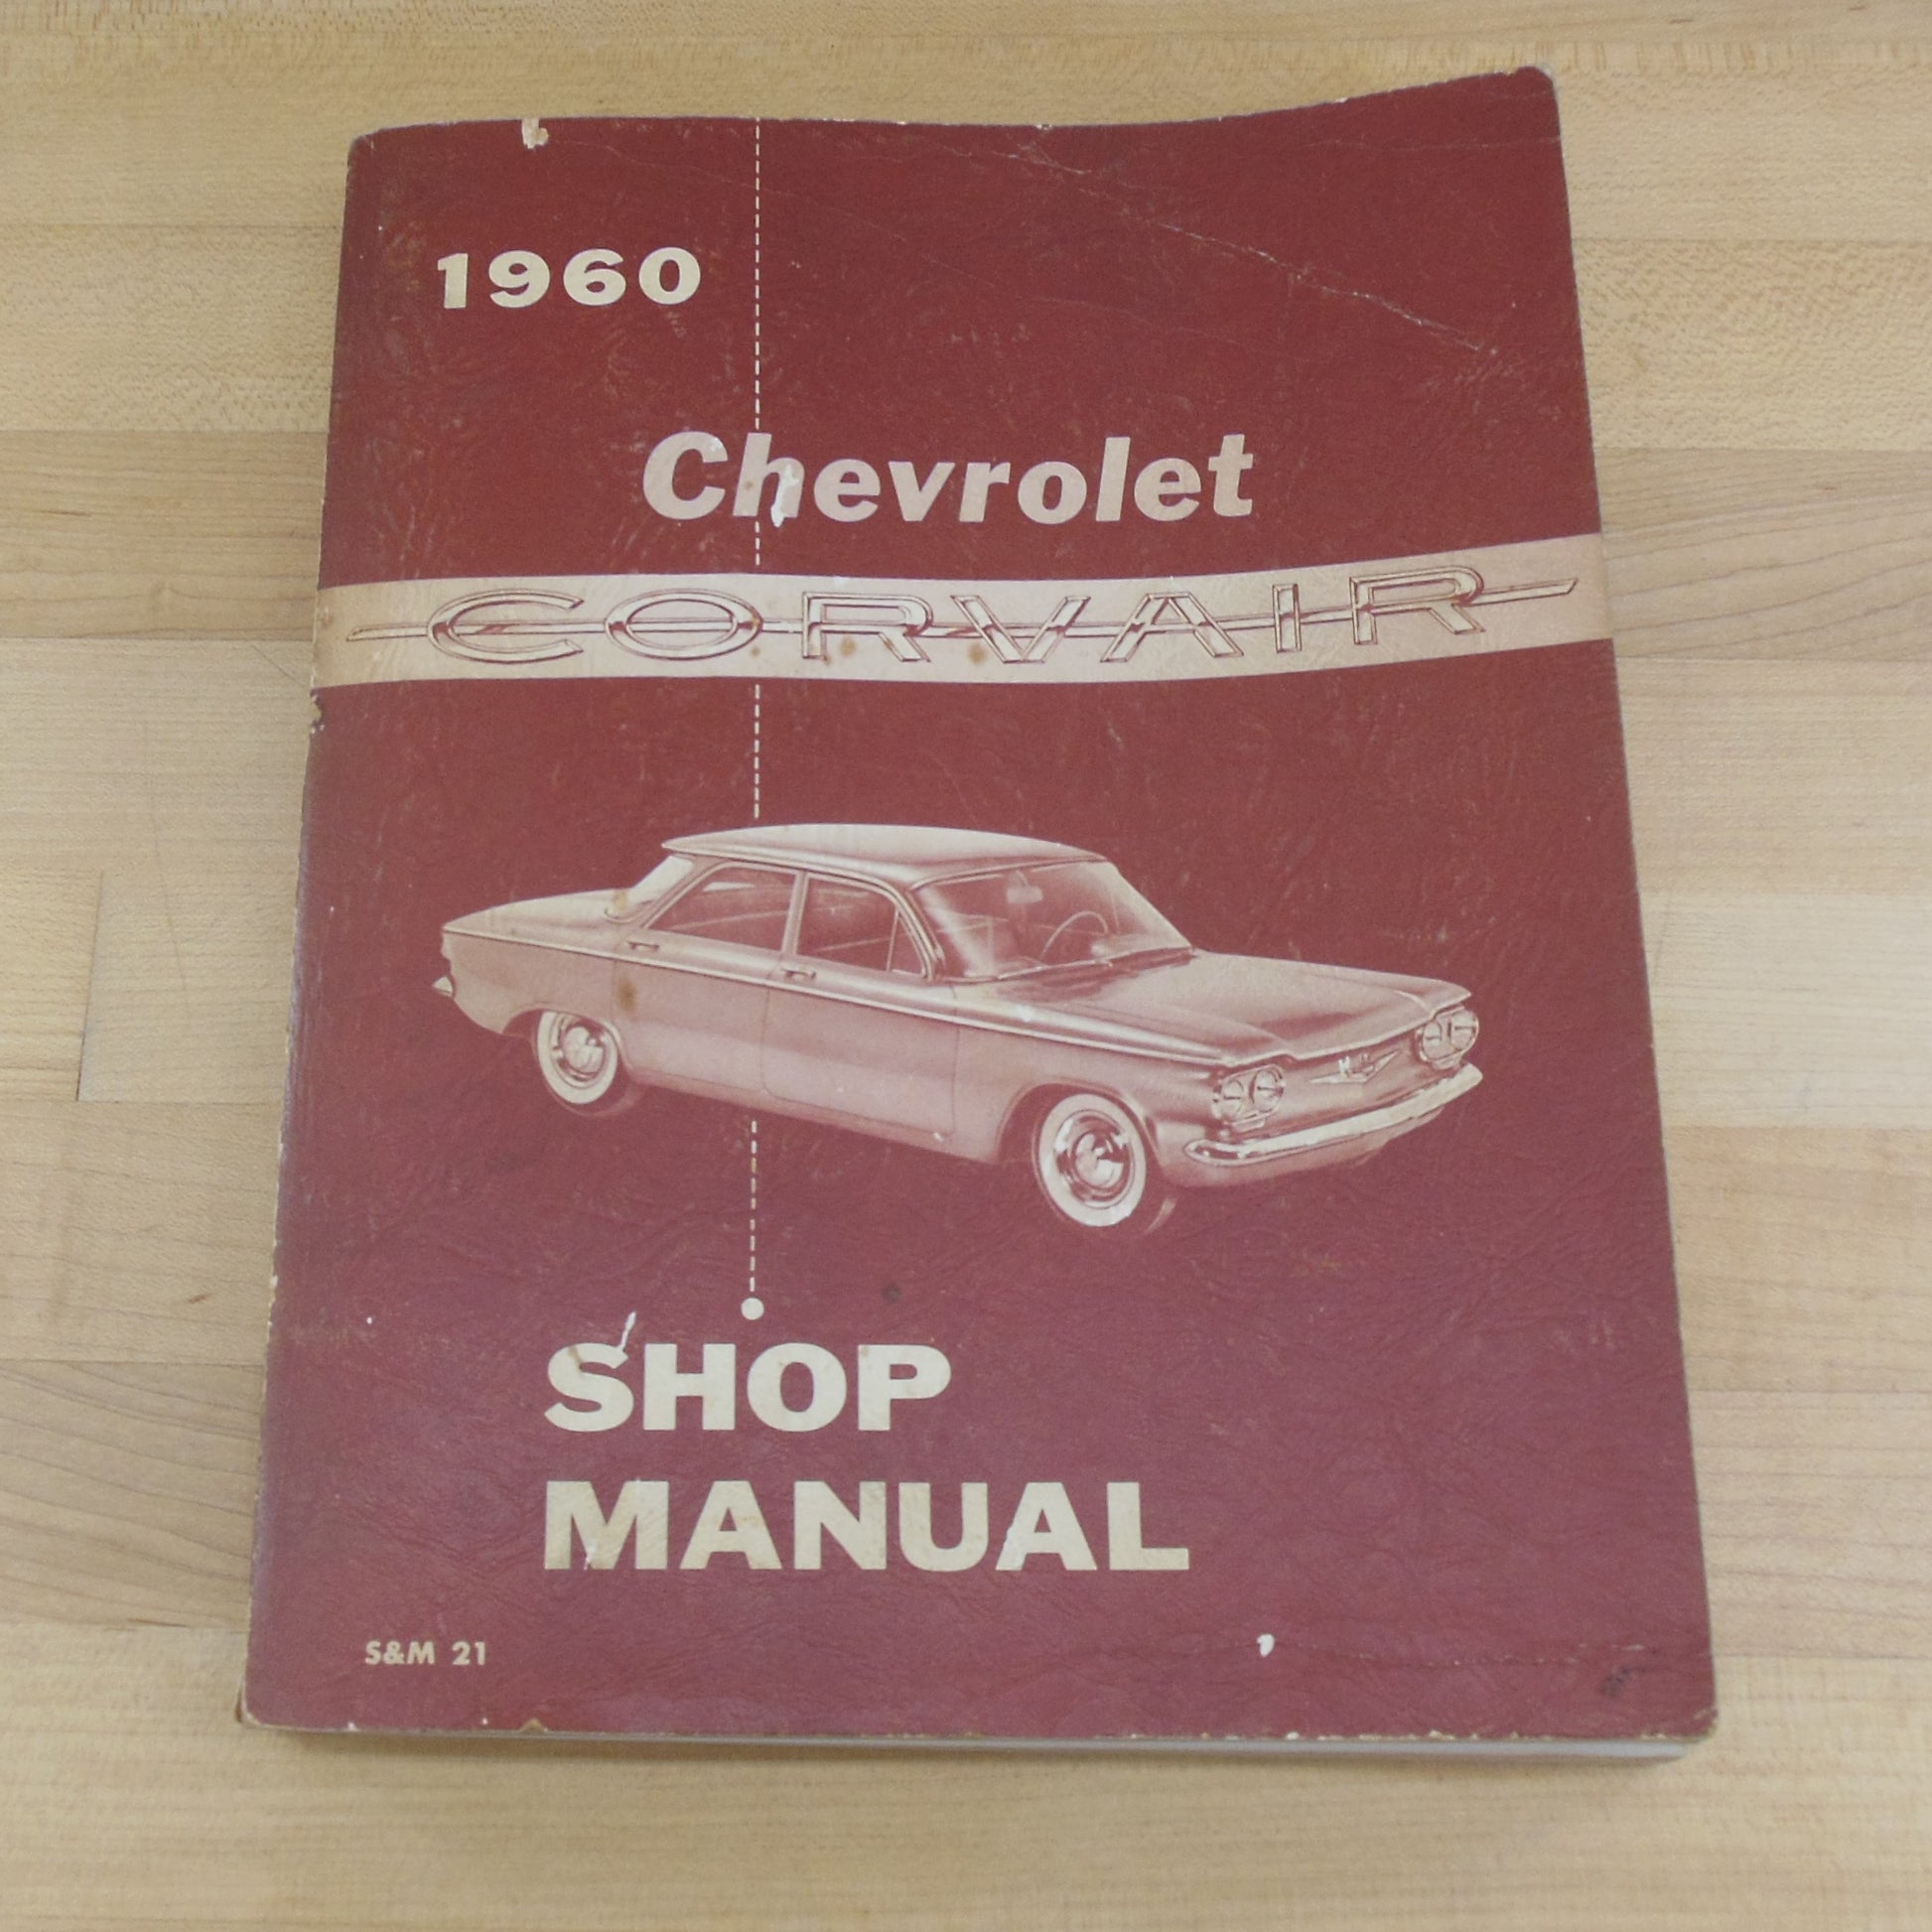 1960
Chevrolet
CORVAIR
SHOP
MANUAL
S&M 21